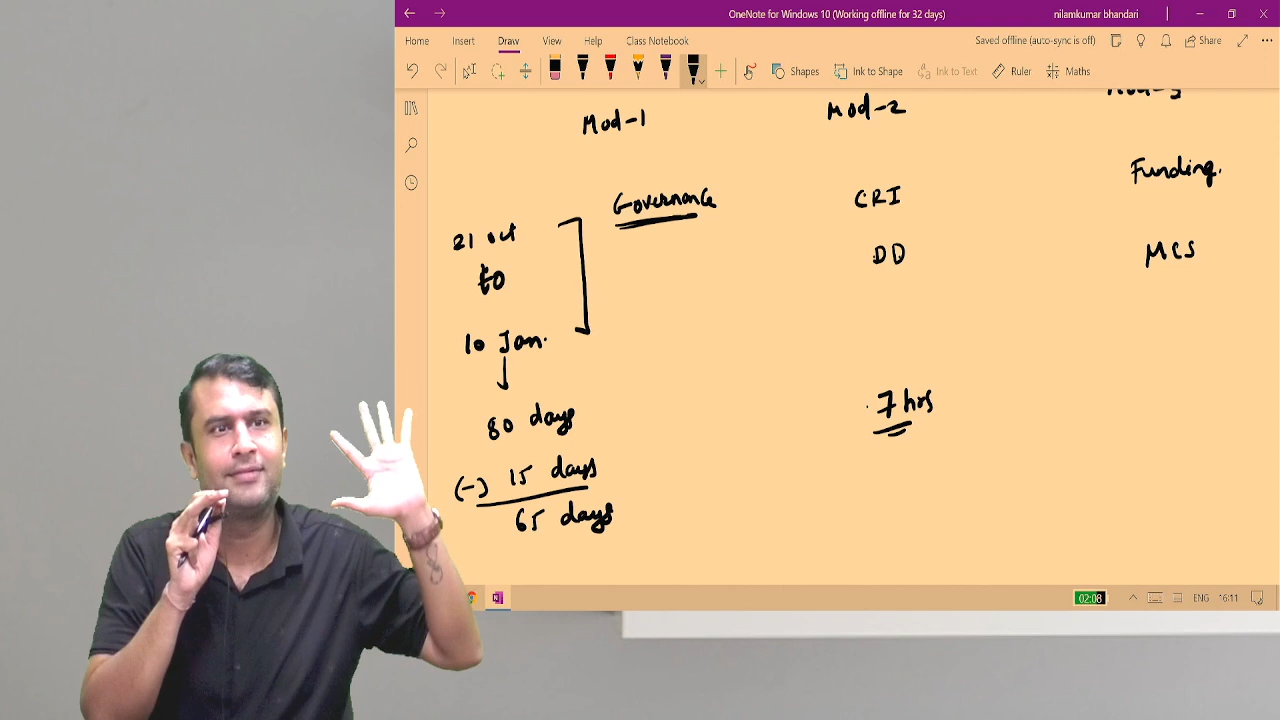 OneNote for Windows 10 (Working offline for 32 days)
nilamkumar bhandari
Home Insert Draw View Help Class Notebook
Saved offline (auto-sync is off) Share
Shapes Ink to Shape Ink to Text Ruler Maths
Mod-1
Mod-2
Governance
CRI
Funding.
21 oct
to
10 Jan.
DD
MCS
80 days
7 hrs
(-) 15 days
65 days
02:08
ENG 16:11